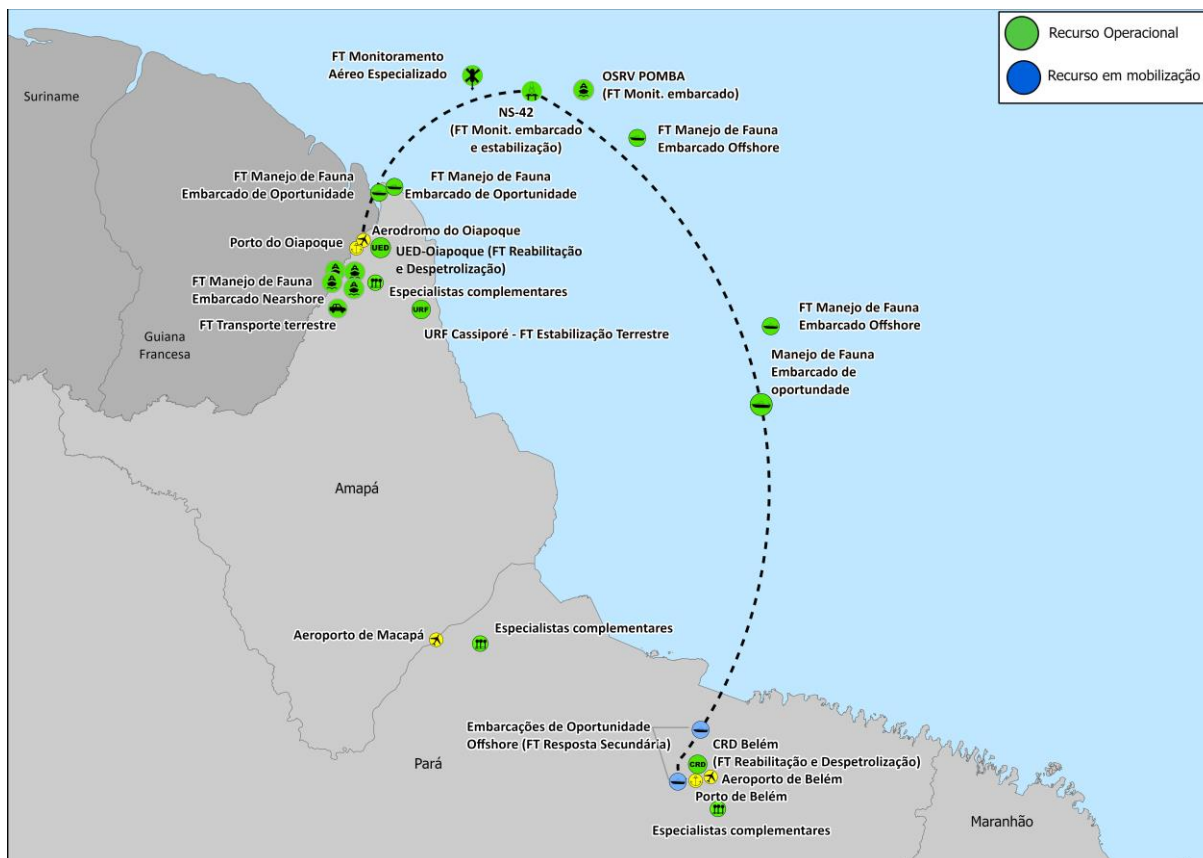 Recurso Operacional
Recurso em mobilização
FT Monitoramento
Aéreo Especializado
OSRV POMBA
(FT Monit. embarcado)
Suriname
NS-42
(FT Monit. embarcado
e estabilização)
FT Manejo de Fauna
Embarcado Offshore
FT Manejo de Fauna
Embarcado de Oportunidade
FT Manejo de Fauna
Embarcado de Oportunidade
Aerodromo do Oiapoque
Porto do Oiapoque
UED
UED-Oiapoque (FT Reabilitação
e Despetrolização)
FT Manejo de Fauna
Embarcado Nearshore
Especialistas complementares
FT Transporte terrestre
URF
URF Cassiporé - FT Estabilização Terrestre
Guiana
Francesa
FT Manejo de Fauna
Embarcado Offshore
Manejo de Fauna
Embarcado de
oportundade
Amapá
Aeroporto de Macapá
Especialistas complementares
Embarcações de Oportunidade
Offshore (FT Resposta Secundária)
CRD Belém
(FT Reabilitação e Despetrolização)
CRD
Aeroporto de Belém
Porto de Belém
Especialistas complementares
Pará
Maranhão